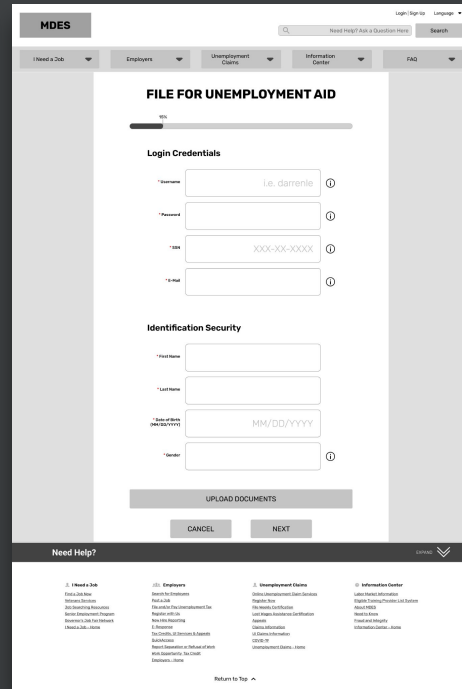 Login | Sign Up Language
MDES
Need Help? Ask a Question Here Search
I Need a Job Employers Unemployment Claims Information Center FAQ
FILE FOR UNEMPLOYMENT AID
15%
Login Credentials
* Username i.e. darrenle
* Password
* SSN XXX-XX-XXXX
* E-Mail
Identification Security
* First Name
* Last Name
* Date of Birth
(MM/DD/YYYY) MM/DD/YYYY
* Gender
UPLOAD DOCUMENTS
CANCEL NEXT
Need Help? EXPAND
I Need a Job
Find a Job Now
Veterans Services
Job Searching Resources
Senior Employment Program
Governor's Job Fair Network
I Need a Job - Home
Employers
Search for Employees
Post a Job
File and/or Pay Unemployment Tax
Register with Us
New Hire Reporting
E-Response
Tax Credits, UI Services & Appeals
QuickAccess
Report Separation or Refusal of Work
Work Opportunity Tax Credit
Employers - Home
Unemployment Claims
Online Unemployment Claim Services
Register Now
File Weekly Certification
Lost Wages Assistance Certification
Appeals
Claims Information
UI Claims Information
COVID-19
Unemployment Claims - Home
Information Center
Labor Market Information
Eligible Training Provider List System
About MDES
Need to Know
Fraud and Integrity
Information Center - Home
Return to Top